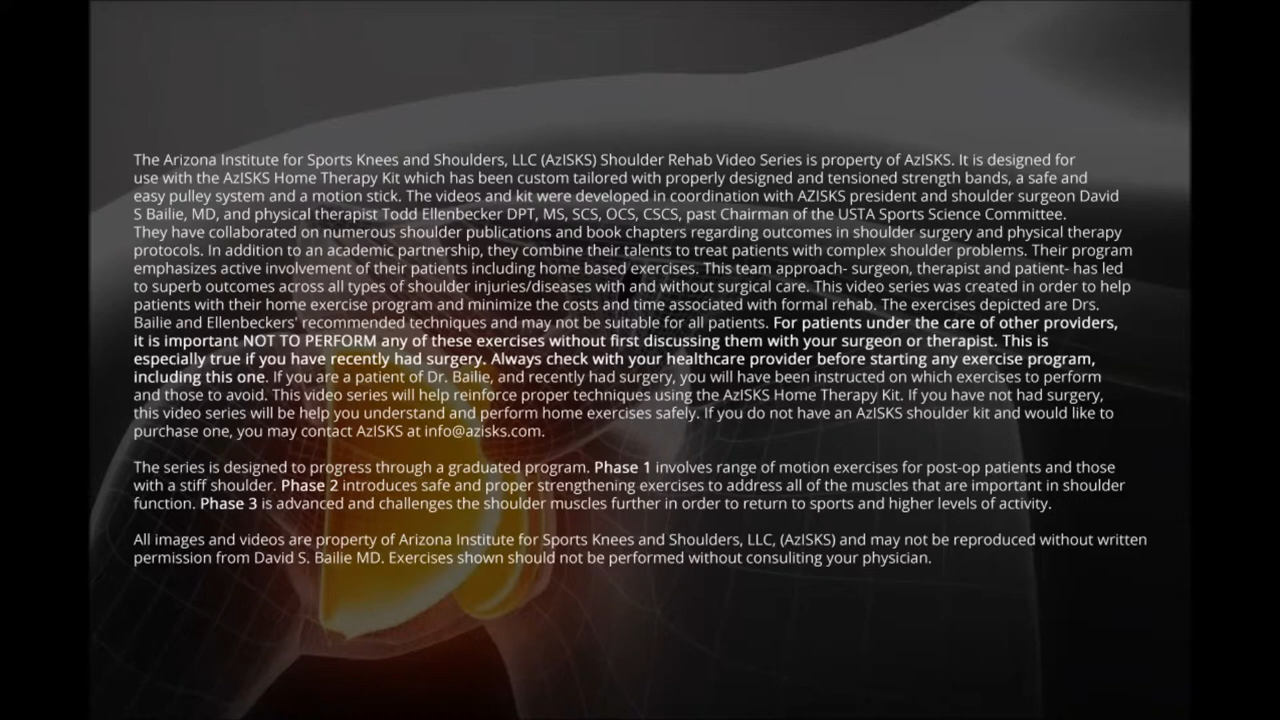 The Arizona Institute for Sports Knees and Shoulders, LLC (AzISKS) Shoulder Rehab Video Series is property of AzISKS. It is designed for
use with the AzISKS Home Therapy Kit which has been custom tailored with properly designed and tensioned strength bands, a safe and
easy pulley system and a motion stick. The videos and kit were developed in coordination with AZISKS president and shoulder surgeon David
S Bailie, MD, and physical therapist Todd Ellenbecker DPT, MS, SCS, OCS, CSCS, past Chairman of the USTA Sports Science Committee.
They have collaborated on numerous shoulder publications and book chapters regarding outcomes in shoulder surgery and physical therapy
protocols. In addition to an academic partnership, they combine their talents to treat patients with complex shoulder problems. Their program
emphasizes active involvement of their patients including home based exercises. This team approach- surgeon, therapist and patient- has led
to superb outcomes across all types of shoulder injuries/diseases with and without surgical care. This video series was created in order to help
patients with their home exercise program and minimize the costs and time associated with formal rehab. The exercises depicted are Drs.
Bailie and Ellenbeckers' recommended techniques and may not be suitable for all patients. For patients under the care of other providers,
it is important NOT TO PERFORM any of these exercises without first discussing them with your surgeon or therapist. This is
especially true if you have recently had surgery. Always check with your healthcare provider before starting any exercise program,
including this one. If you are a patient of Dr. Bailie, and recently had surgery, you will have been instructed on which exercises to perform
and those to avoid. This video series will help reinforce proper techniques using the AzISKS Home Therapy Kit. If you have not had surgery,
this video series will be help you understand and perform home exercises safely. If you do not have an AzISKS shoulder kit and would like to
purchase one, you may contact AzISKS at info@azisks.com.
The series is designed to progress through a graduated program. Phase 1 involves range of motion exercises for post-op patients and those
with a stiff shoulder. Phase 2 introduces safe and proper strengthening exercises to address all of the muscles that are important in shoulder
function. Phase 3 is advanced and challenges the shoulder muscles further in order to return to sports and higher levels of activity.
All images and videos are property of Arizona Institute for Sports Knees and Shoulders, LLC, (AzISKS) and may not be reproduced without written
permission from David S. Bailie MD. Exercises shown should not be performed without consuliting your physician.